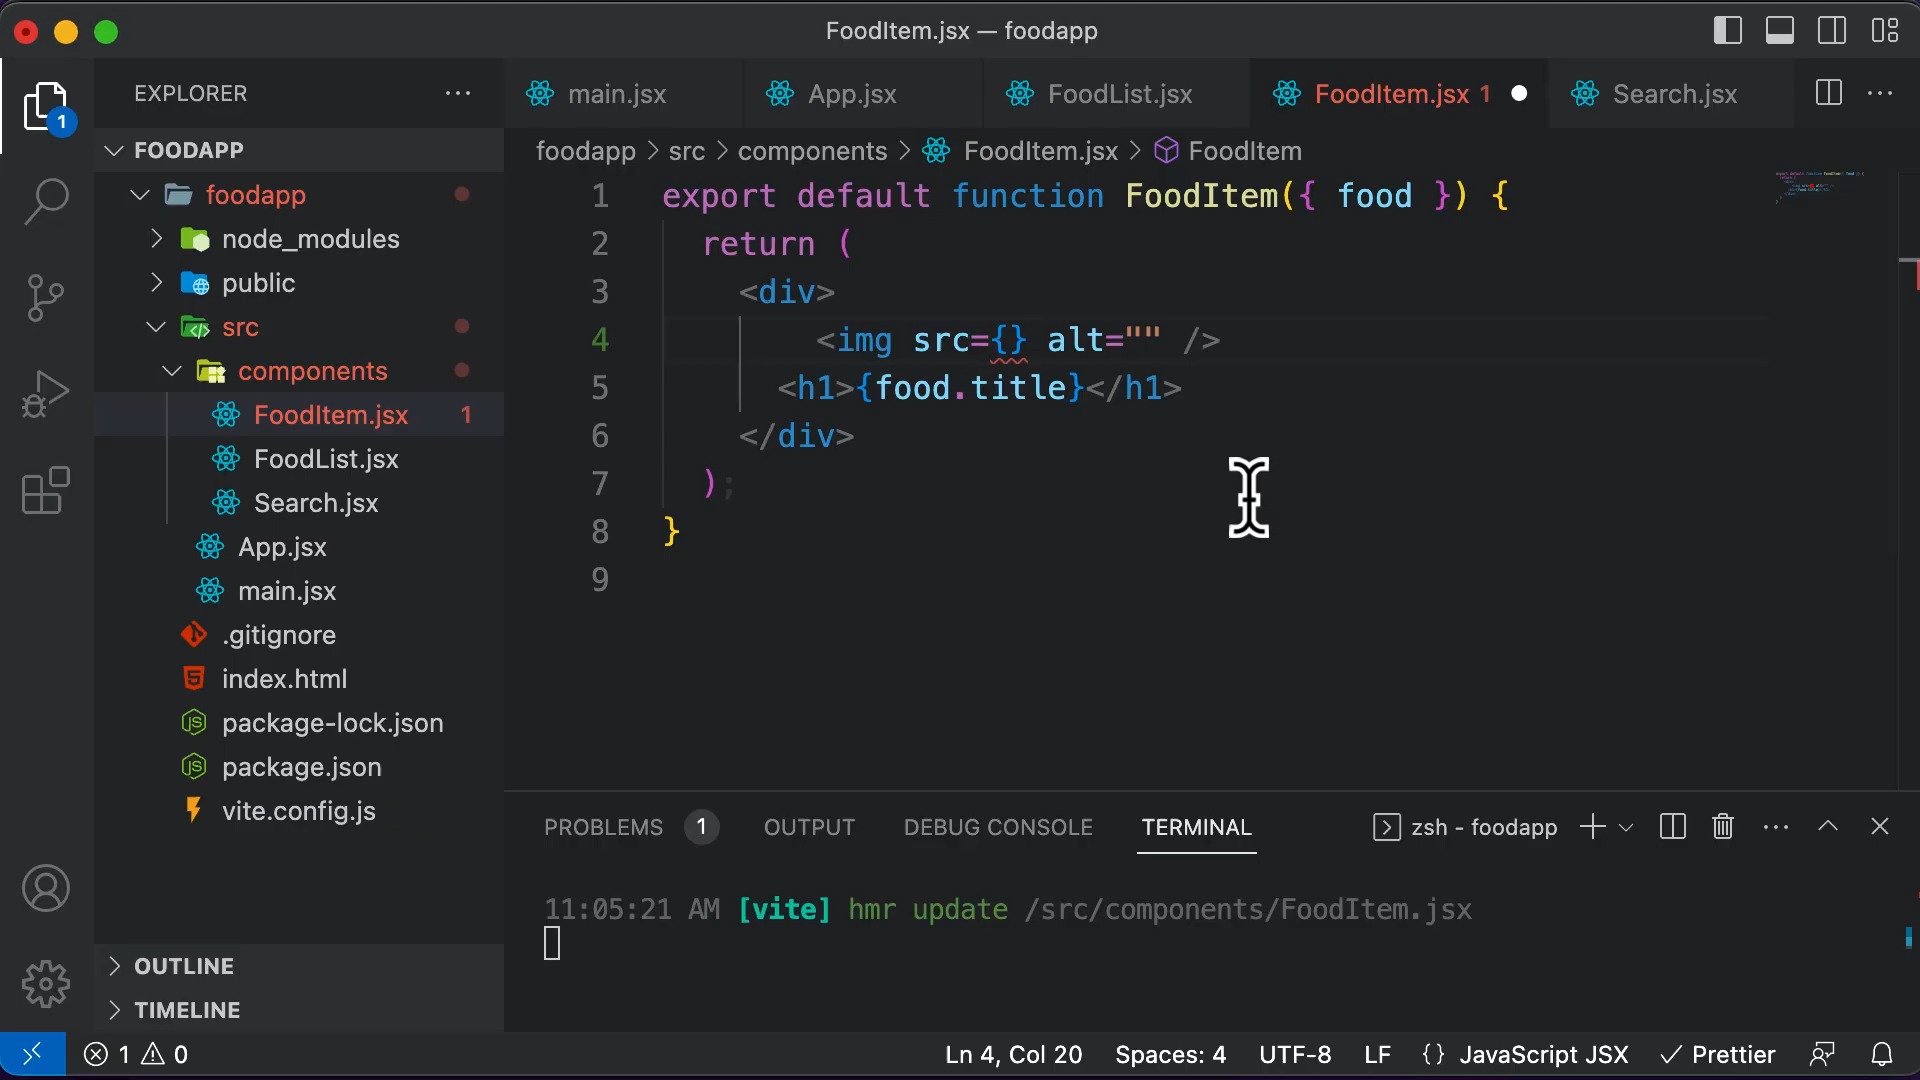 FoodItem.jsx — foodapp
EXPLORER
main.jsx
App.jsx
FoodList.jsx
FoodItem.jsx 1
Search.jsx
1
FOODAPP
foodapp
node_modules
public
src
components
FoodItem.jsx 1
FoodList.jsx
Search.jsx
App.jsx
main.jsx
.gitignore
index.html
package-lock.json
package.json
vite.config.js
OUTLINE
TIMELINE
foodapp > src > components > FoodItem.jsx > FoodItem
1 export default function FoodItem({ food }) {
2 return (
3 <div>
4 <img src={} alt="" />
5 <h1>{food.title}</h1>
6 </div>
7 );
8 }
9
PROBLEMS 1 OUTPUT DEBUG CONSOLE TERMINAL zsh - foodapp
11:05:21 AM [vite] hmr update /src/components/FoodItem.jsx
1 0 Ln 4, Col 20 Spaces: 4 UTF-8 LF {} JavaScript JSX Prettier